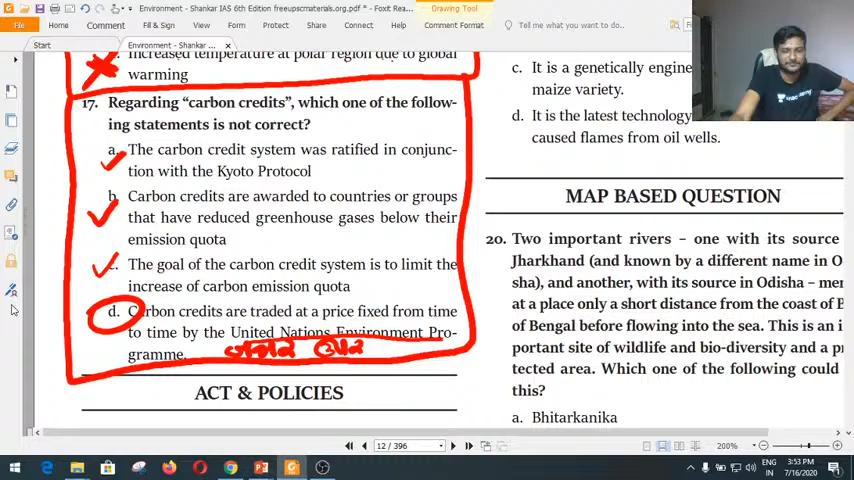 Environment - Shankar IAS 6th Edition freeupscmaterials.org.pdf * - Foxit Rea...
Drawing Tool
File
Home
Comment
Fill & Sign
Tell me what you want to do...
View
Form
Protect
Share
Help
Comment Format
Start
Environment - Shankar ...
Increased temperature at polar region due to global
warming
17. Regarding “carbon credits”, which one of the follow-
ing statements is not correct?
a. The carbon credit system was ratified in conjunc-
tion with the Kyoto Protocol
b. Carbon credits are awarded to countries or groups
that have reduced greenhouse gases below their
emission quota
c. The goal of the carbon credit system is to limit the
increase of carbon emission quota
d. Carbon credits are traded at a price fixed from time
to time by the United Nations Environment Pro-
gramme.
ACT & POLICIES
c. It is a genetically engine
maize variety.
d. It is the latest technology
caused flames from oil wells.
MAP BASED QUESTION
20. Two important rivers – one with its source
Jharkhand (and known by a different name in O
sha), and another, with its source in Odisha – mer
at a place only a short distance from the coast of B
of Bengal before flowing into the sea. This is an i
portant site of wildlife and bio-diversity and a pr
tected area. Which one of the following could
this?
a. Bhitarkanika
12 / 396
200%
ENG
IN
3:53 PM
7/16/2020